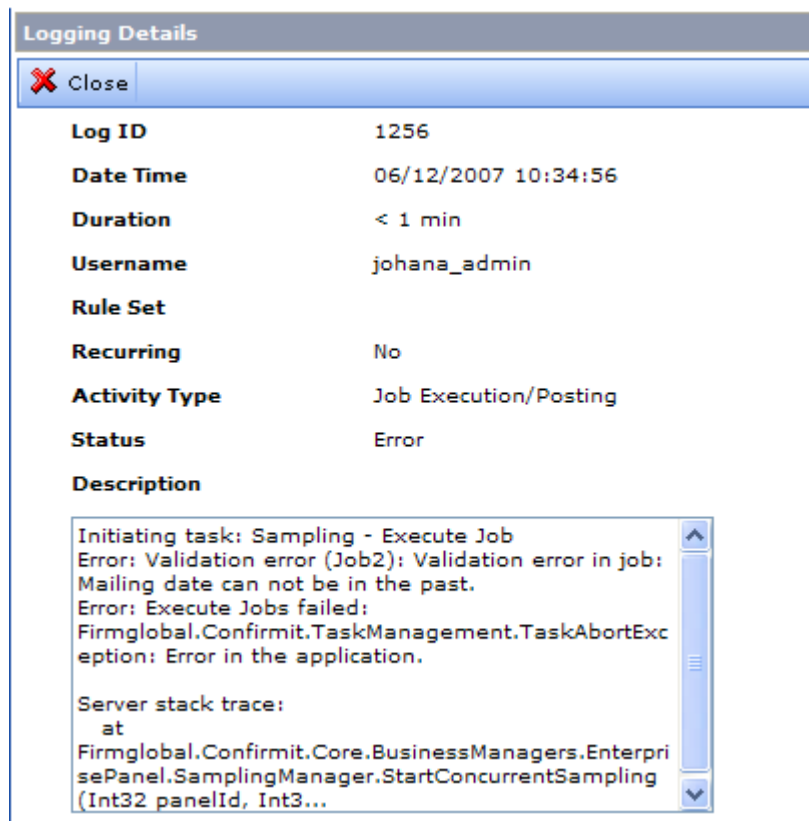 Logging Details
Close
Log ID 1256
Date Time 06/12/2007 10:34:56
Duration < 1 min
Username johana_admin
Rule Set
Recurring No
Activity Type Job Execution/Posting
Status Error
Description
Initiating task: Sampling - Execute Job
Error: Validation error (Job2): Validation error in job:
Mailing date can not be in the past.
Error: Execute Jobs failed:
Firmglobal.Confirmit.TaskManagement.TaskAbortExc
eption: Error in the application.
Server stack trace:
at
Firmglobal.Confirmit.Core.BusinessManagers.Enterpri
sePanel.SamplingManager.StartConcurrentSampling
(Int32 panelId, Int3...